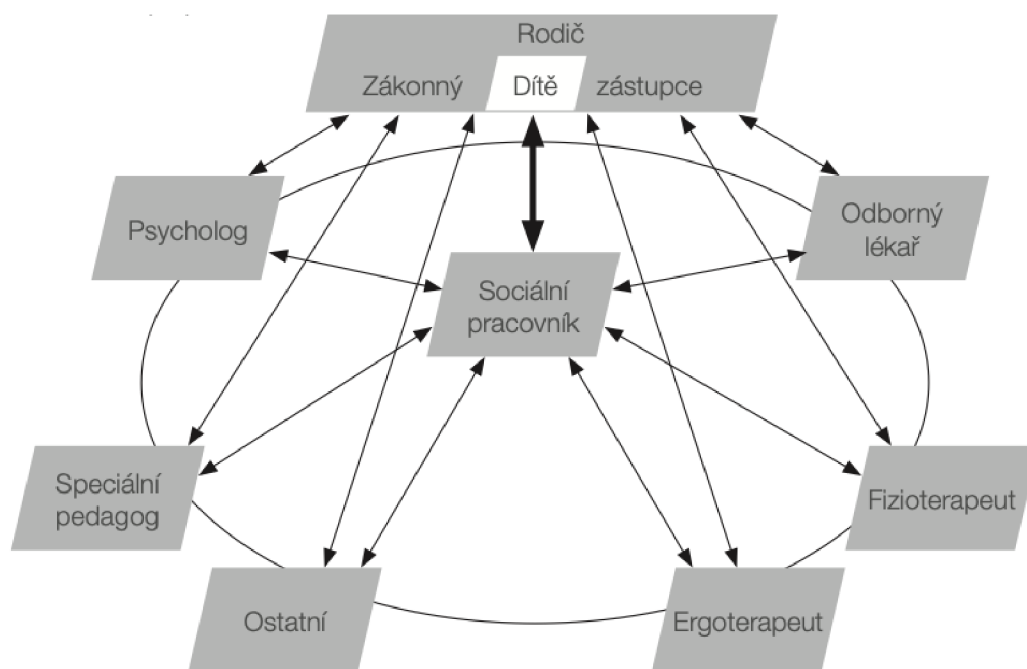 Rodič
Zákonný Dítě zástupce
Psycholog
Odborný
lékař
Sociální
pracovník
Speciální
pedagog
Fizioterapeut
Ostatní
Ergoterapeut